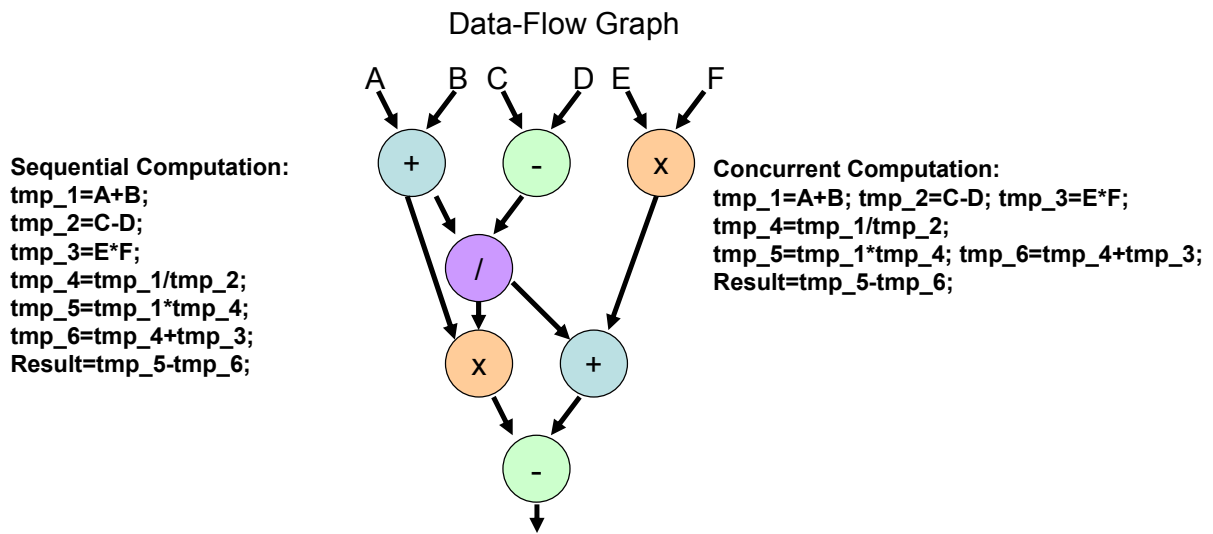 Data-Flow Graph
A B C D E F
+ - x
Sequential Computation:
tmp_1=A+B;
tmp_2=C-D;
tmp_3=E*F;
tmp_4=tmp_1/tmp_2;
tmp_5=tmp_1*tmp_4;
tmp_6=tmp_4+tmp_3;
Result=tmp_5-tmp_6;
Concurrent Computation:
tmp_1=A+B; tmp_2=C-D; tmp_3=E*F;
tmp_4=tmp_1/tmp_2;
tmp_5=tmp_1*tmp_4; tmp_6=tmp_4+tmp_3;
Result=tmp_5-tmp_6;
/
x +
-